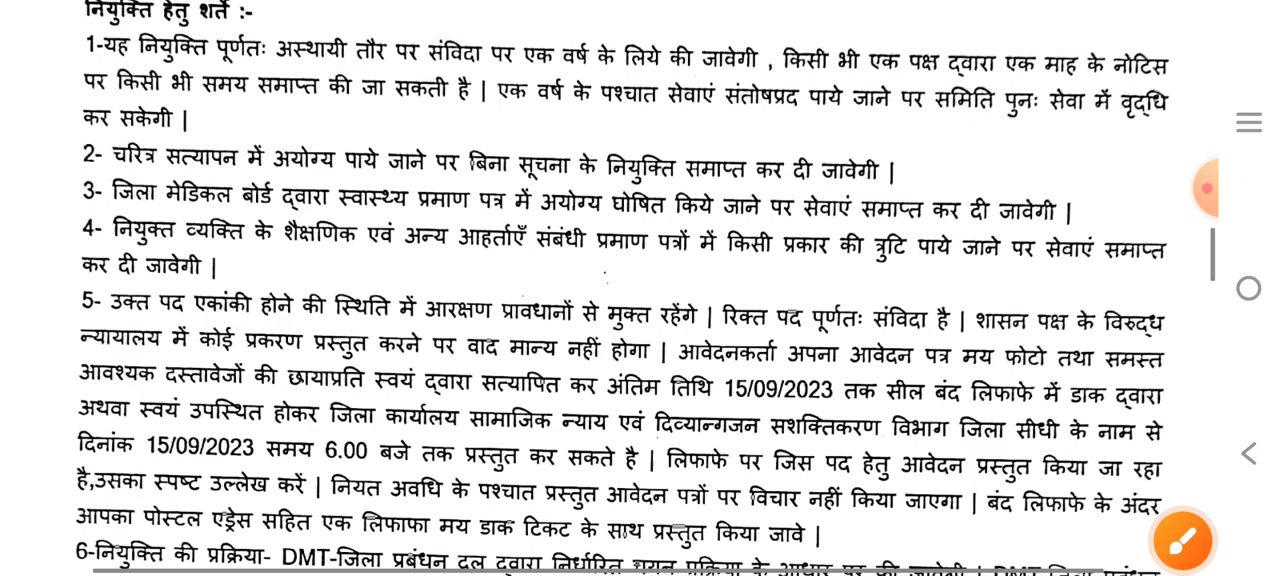 नियुक्ति हेतु शर्ते :-
1-यह नियुक्ति पूर्णतः अस्थायी तौर पर संविदा पर एक वर्ष के लिये की जावेगी , किसी भी एक पक्ष द्वारा एक माह के नोटिस
पर किसी भी समय समाप्त की जा सकती है | एक वर्ष के पश्चात सेवाएं संतोषप्रद पाये जाने पर समिति पुनः सेवा में वृद्धि
कर सकेगी |
2- चरित्र सत्यापन में अयोग्य पाये जाने पर बिना सूचना के नियुक्ति समाप्त कर दी जावेगी |
3- जिला मेडिकल बोर्ड द्वारा स्वास्थ्य प्रमाण पत्र में अयोग्य घोषित किये जाने पर सेवाएं समाप्त कर दी जावेगी |
4- नियुक्त व्यक्ति के शैक्षणिक एवं अन्य आहर्ताएँ संबंधी प्रमाण पत्रों में किसी प्रकार की त्रुटि पाये जाने पर सेवाएं समाप्त
कर दी जावेगी |
5- उक्त पद एकांकी होने की स्थिति में आरक्षण प्रावधानों से मुक्त रहेंगे | रिक्त पद पूर्णतः संविदा है | शासन पक्ष के विरुद्ध
न्यायालय में कोई प्रकरण प्रस्तुत करने पर वाद मान्य नहीं होगा | आवेदनकर्ता अपना आवेदन पत्र मय फोटो तथा समस्त
आवश्यक दस्तावेजों की छायाप्रति स्वयं द्वारा सत्यापित कर अंतिम तिथि 15/09/2023 तक सील बंद लिफाफे में डाक द्वारा
अथवा स्वयं उपस्थित होकर जिला कार्यालय सामाजिक न्याय एवं दिव्यान्गजन सशक्तिकरण विभाग जिला सीधी के नाम से
दिनांक 15/09/2023 समय 6.00 बजे तक प्रस्तुत कर सकते है | लिफाफे पर जिस पद हेतु आवेदन प्रस्तुत किया जा रहा
है,उसका स्पष्ट उल्लेख करें | नियत अवधि के पश्चात प्रस्तुत आवेदन पत्रों पर विचार नहीं किया जाएगा | बंद लिफाफे के अंदर
आपका पोस्टल एड्रेस सहित एक लिफाफा मय डाक टिकट के साथ प्रस्तुत किया जावे |
6-नियुक्ति की प्रक्रिया- DMT-जिला प्रबंधन दल द्वारा निर्धारित चयन प्रक्रिया के आधार पर की जावेगी | DMT जिला प्रबंधन